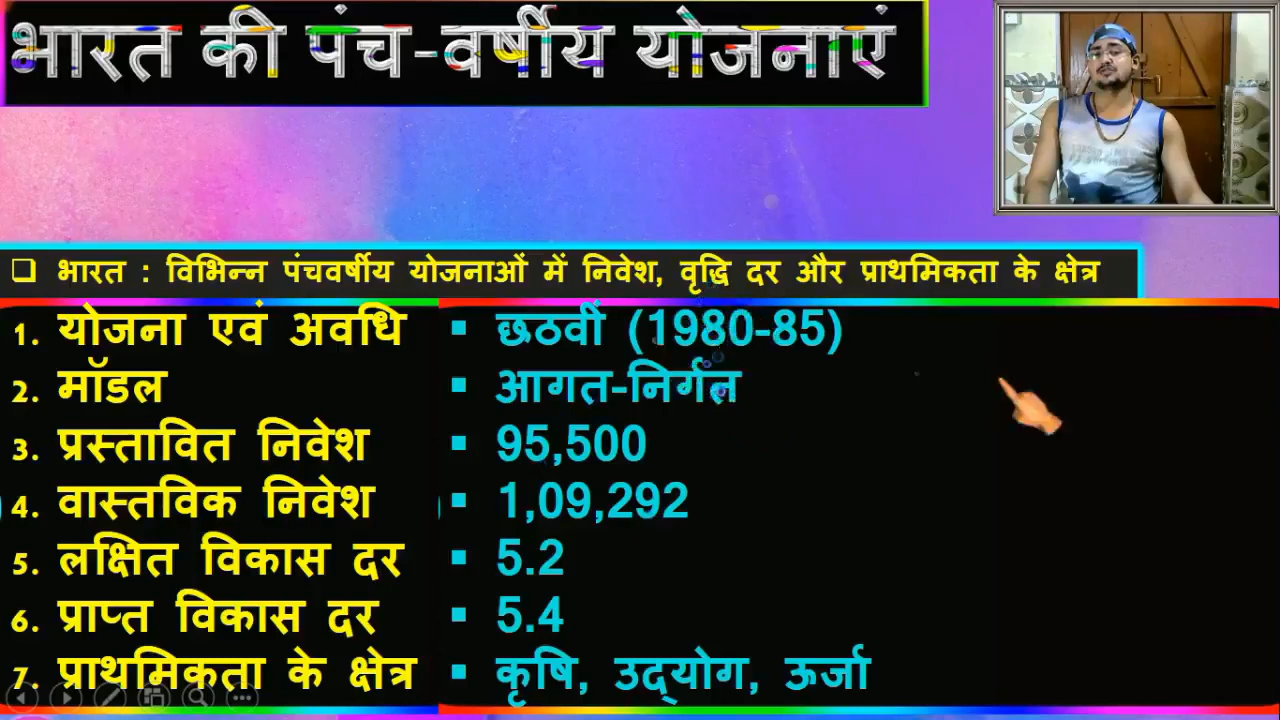 भारत की पंच-वर्षीय योजनाएं
❑ भारत : विभिन्न पंचवर्षीय योजनाओं में निवेश, वृद्धि दर और प्राथमिकता के क्षेत्र
1. योजना एवं अवधि ▪ छठवीं (1980-85)
2. मॉडल ▪ आगत-निर्गत
3. प्रस्तावित निवेश ▪ 95,500
4. वास्तविक निवेश ▪ 1,09,292
5. लक्षित विकास दर ▪ 5.2
6. प्राप्त विकास दर ▪ 5.4
7. प्राथमिकता के क्षेत्र ▪ कृषि, उद्योग, ऊर्जा